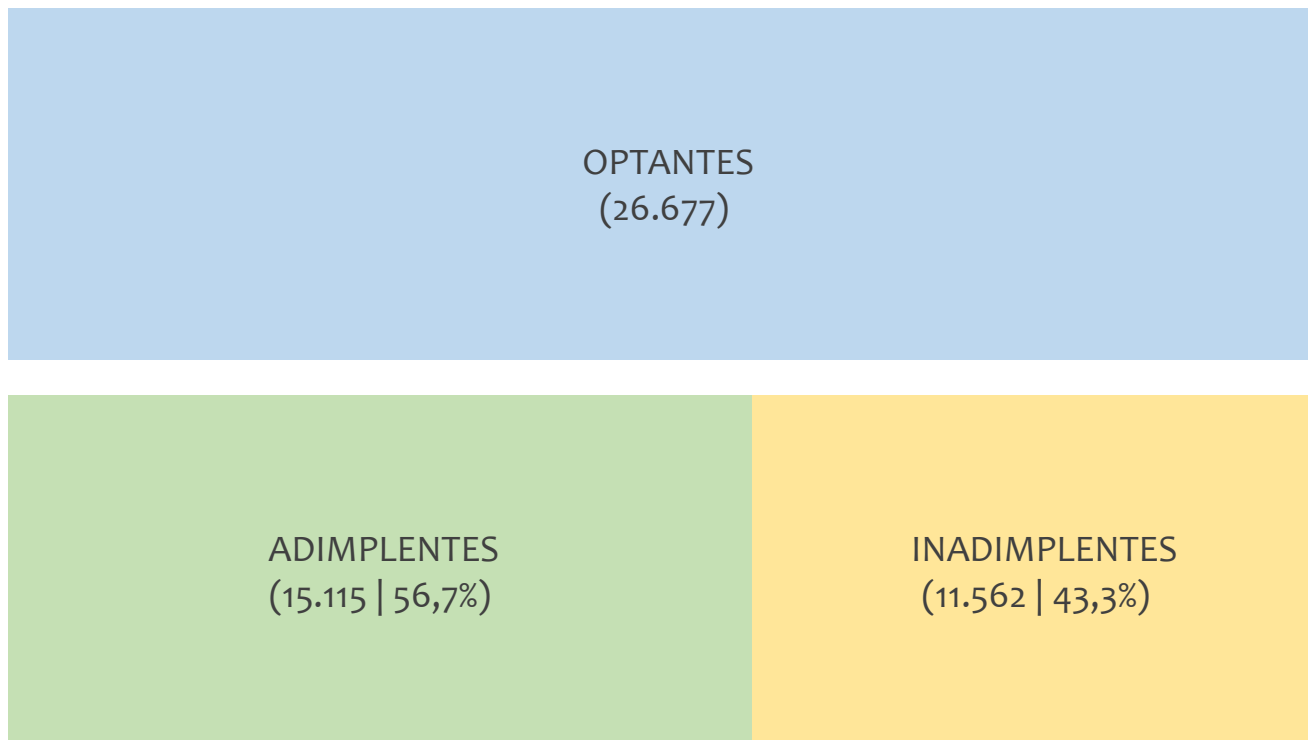 OPTANTES
(26.677)
ADIMPLENTES
(15.115 | 56,7%)
INADIMPLENTES
(11.562 | 43,3%)